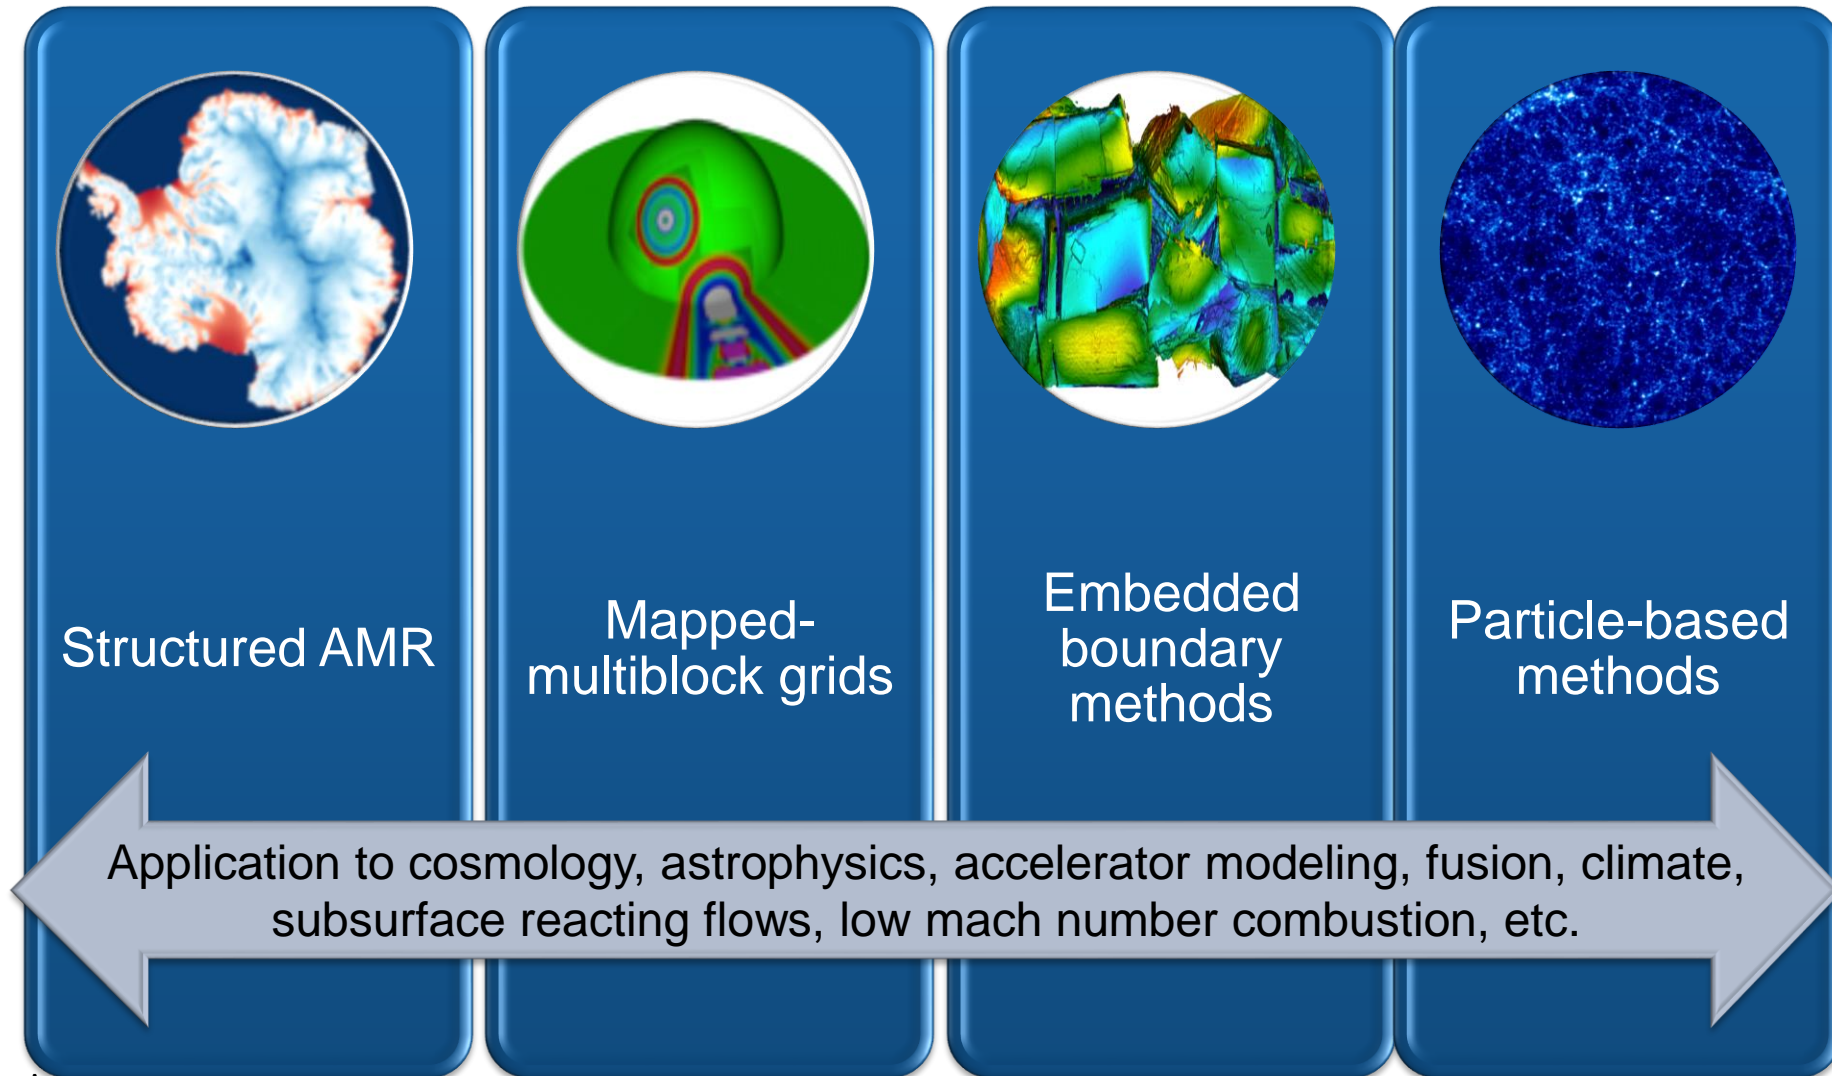 Structured AMR
Mapped-
multiblock grids
Embedded
boundary
methods
Particle-based
methods
Application to cosmology, astrophysics, accelerator modeling, fusion, climate,
subsurface reacting flows, low mach number combustion, etc.